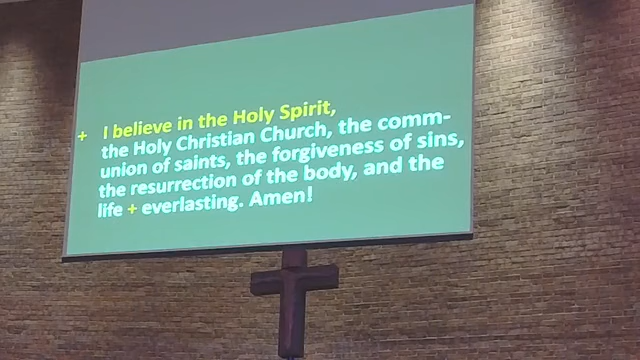 + I believe in the Holy Spirit,
the Holy Christian Church, the comm-
union of saints, the forgiveness of sins,
the resurrection of the body, and the
life + everlasting. Amen!